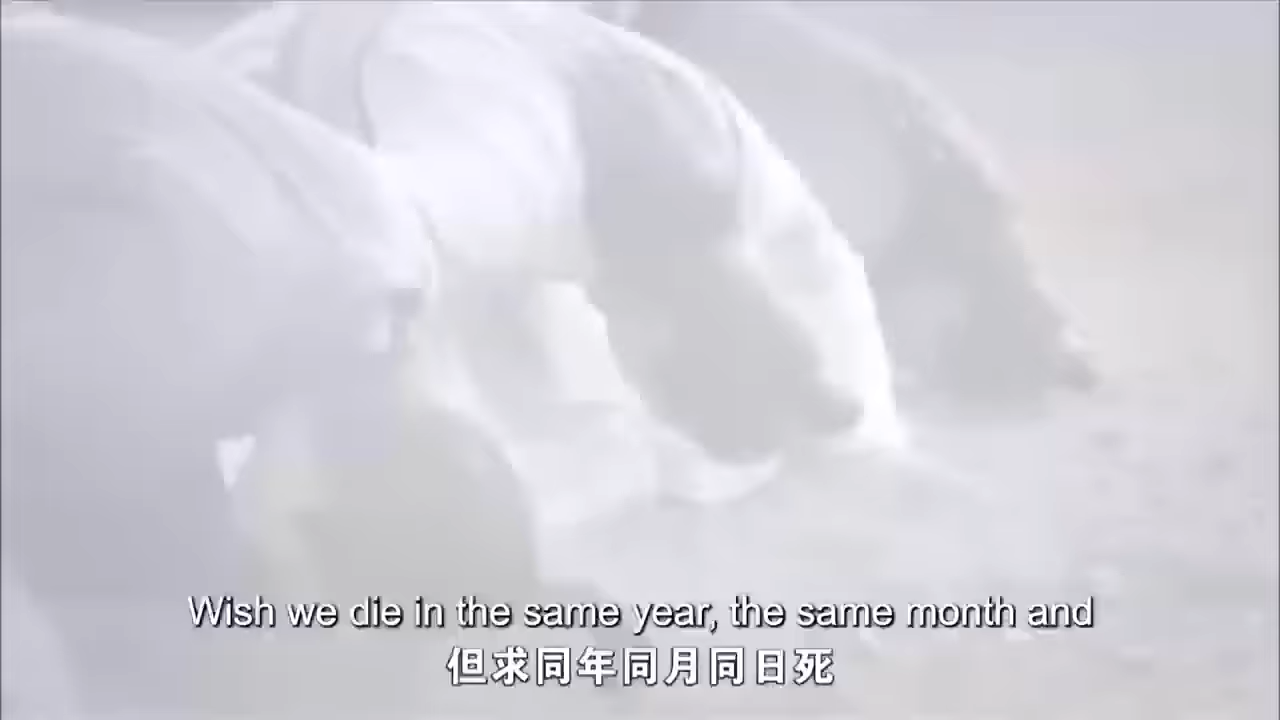 Wish we die in the same year, the same month and
但求同年同月同日死